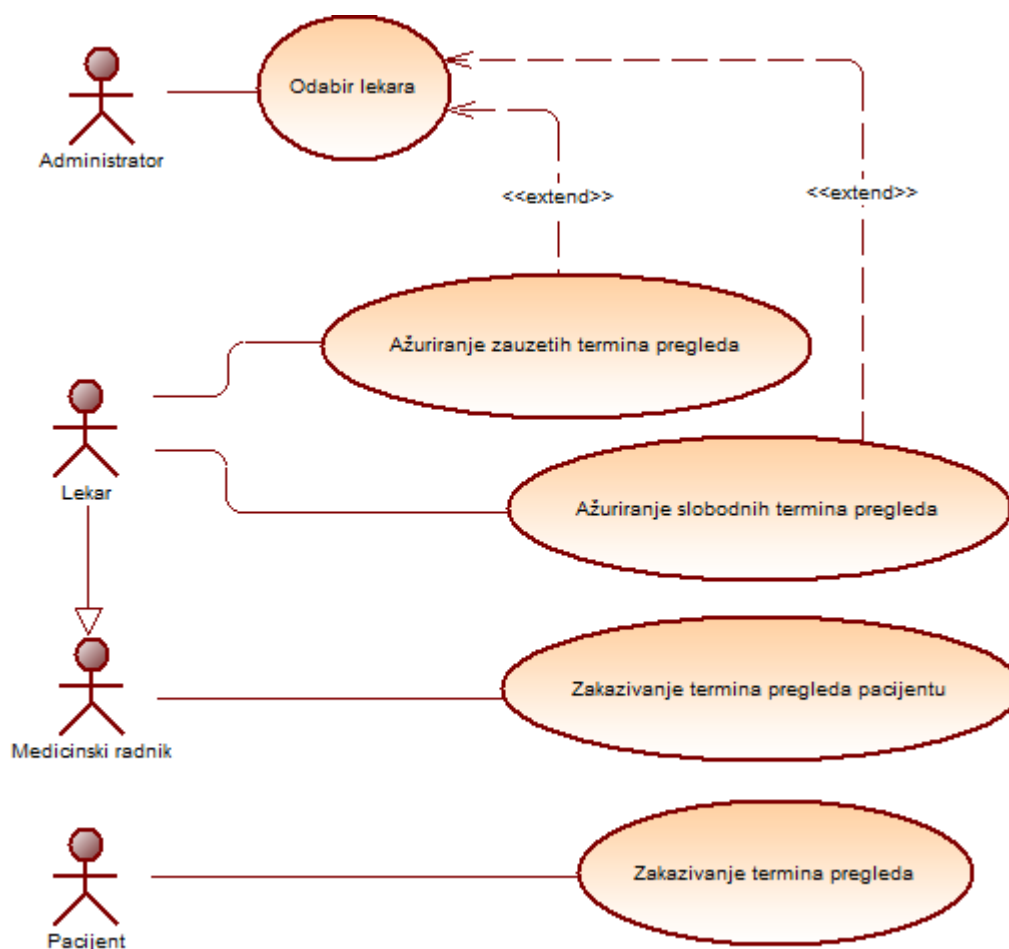 Odabir lekara
Administrator
<<extend>>
<<extend>>
Ažuriranje zauzetih termina pregleda
Lekar
Ažuriranje slobodnih termina pregleda
Zakazivanje termina pregleda pacijentu
Medicinski radnik
Zakazivanje termina pregleda
Pacijent